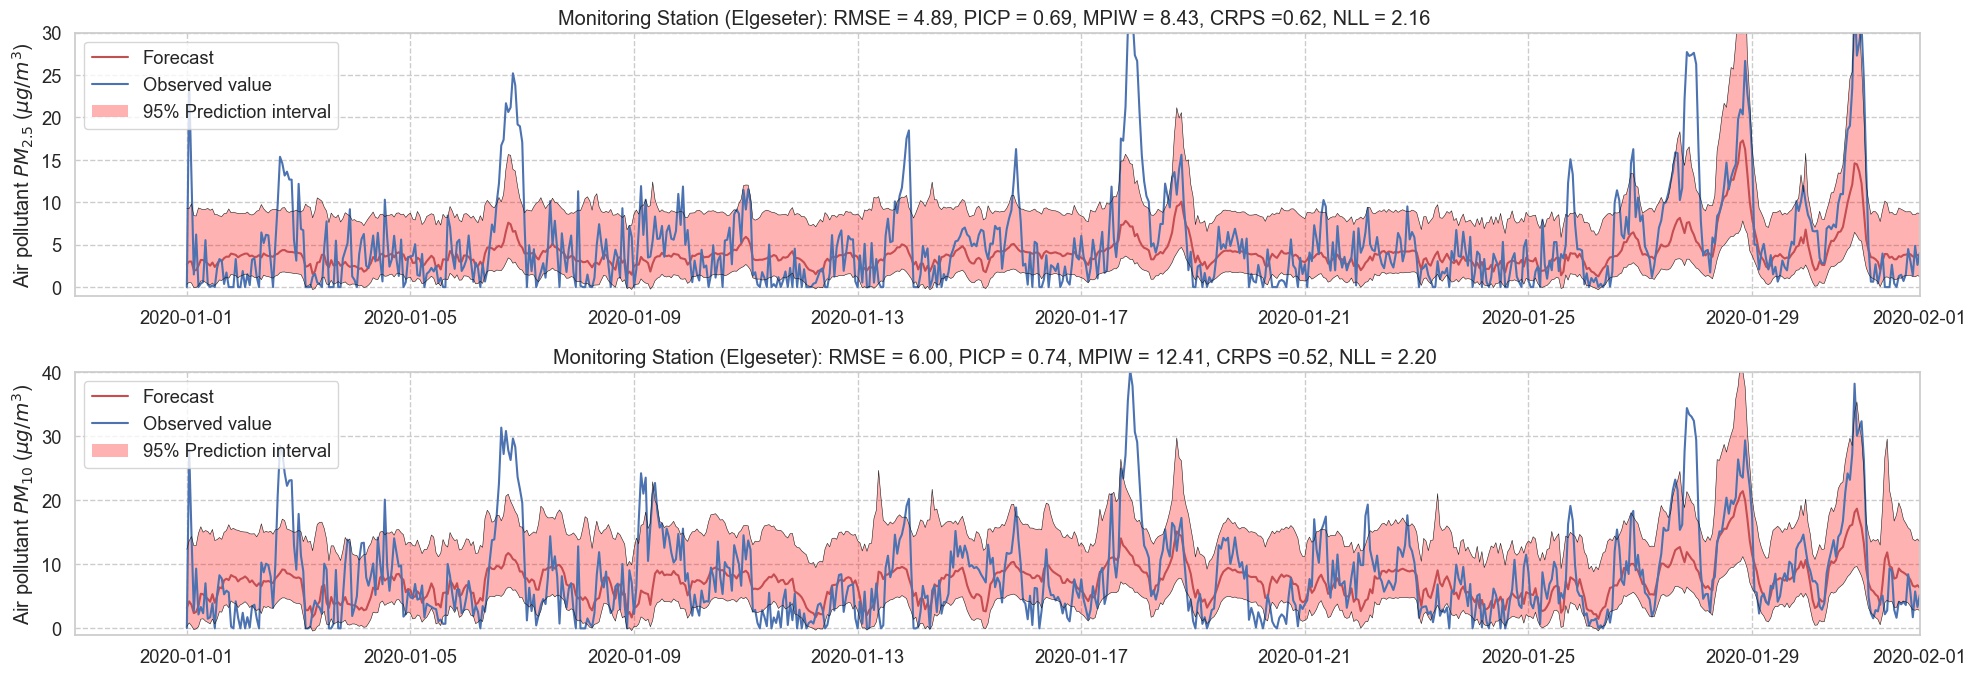 Monitoring Station (Elgeseter): RMSE = 4.89, PICP = 0.69, MPIW = 8.43, CRPS =0.62, NLL = 2.16
Air pollutant PM2.5 (μg/m3)
30
25
20
15
10
5
0
Forecast
Observed value
95% Prediction interval
2020-01-01 2020-01-05 2020-01-09 2020-01-13 2020-01-17 2020-01-21 2020-01-25 2020-01-29 2020-02-01
Monitoring Station (Elgeseter): RMSE = 6.00, PICP = 0.74, MPIW = 12.41, CRPS =0.52, NLL = 2.20
Air pollutant PM10 (μg/m3)
40
30
20
10
0
Forecast
Observed value
95% Prediction interval
2020-01-01 2020-01-05 2020-01-09 2020-01-13 2020-01-17 2020-01-21 2020-01-25 2020-01-29 2020-02-01